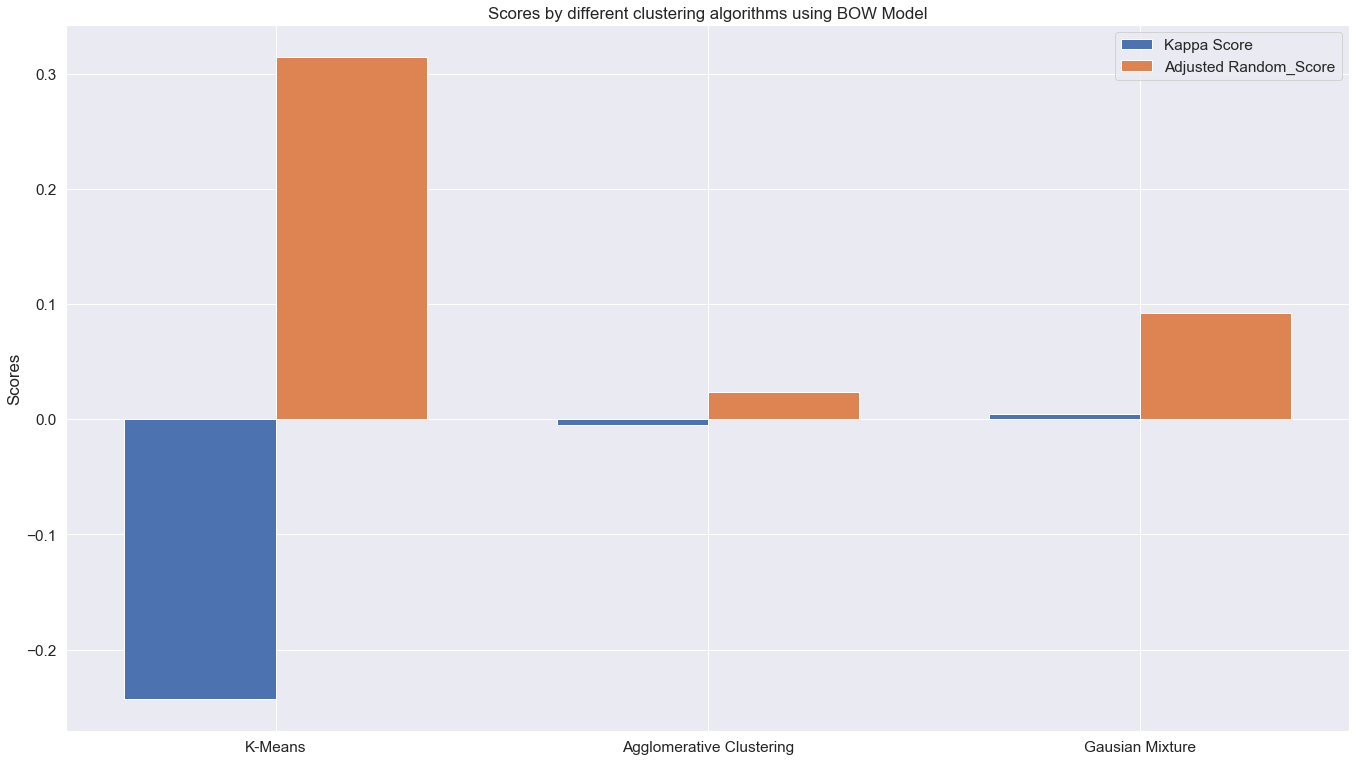 Scores by different clustering algorithms using BOW Model
Kappa Score
Adjusted Random_Score
0.3
0.2
0.1
0.0
−0.1
−0.2
Scores
K-Means
Agglomerative Clustering
Gausian Mixture